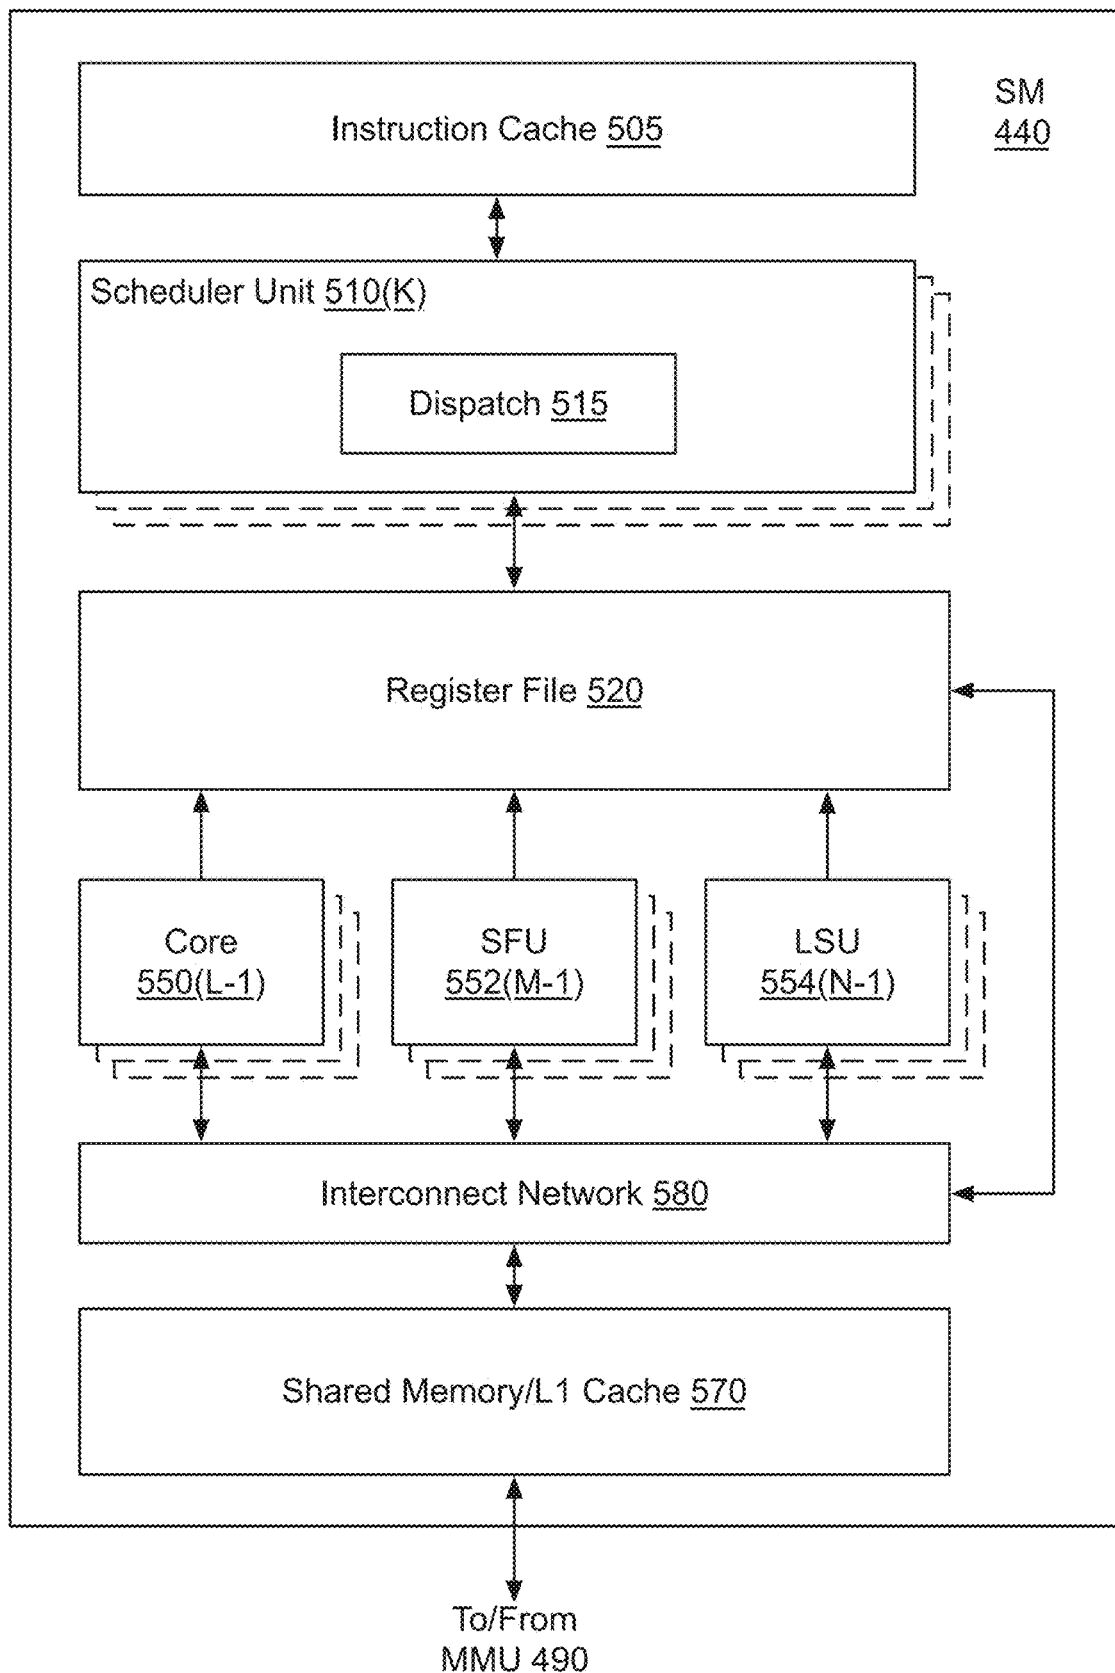 Instruction Cache 505
SM
440
Scheduler Unit 510(K)
Dispatch 515
Register File 520
Core
550(L-1)
SFU
552(M-1)
LSU
554(N-1)
Interconnect Network 580
Shared Memory/L1 Cache 570
To/From
MMU 490